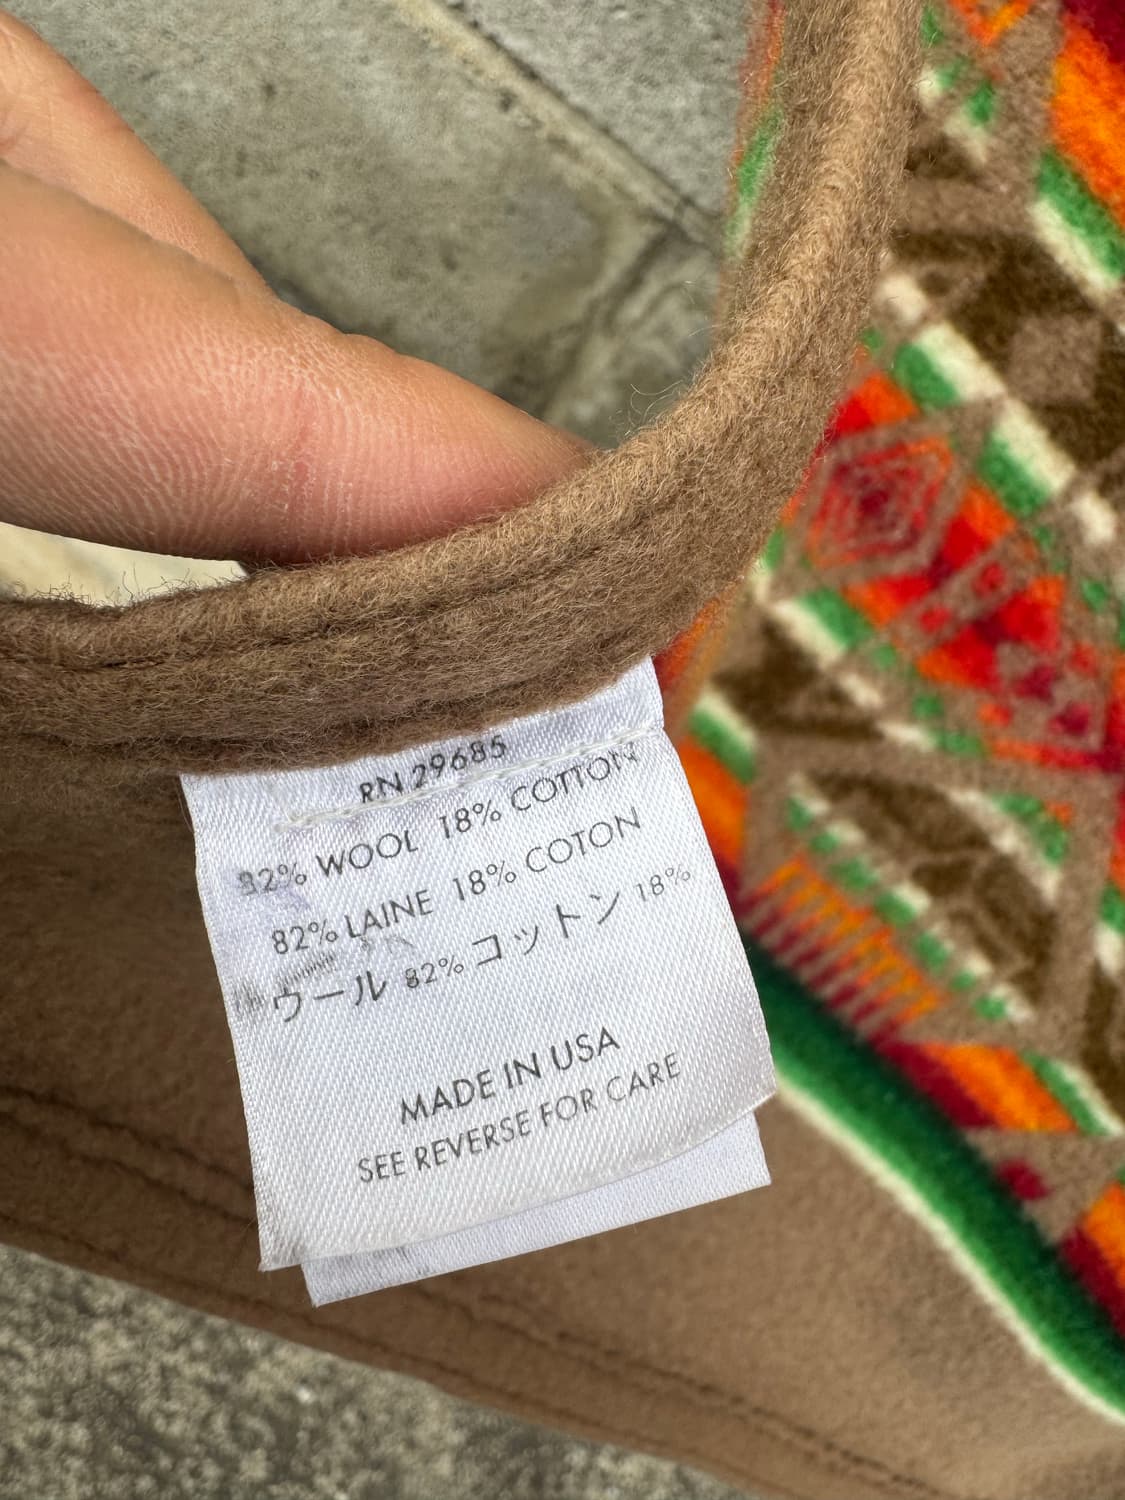 RN 29685
82% WOOL 18% COTTON
82% LAINE 18% COTON
ウール 82% コットン 18%
MADE IN USA
SEE REVERSE FOR CARE